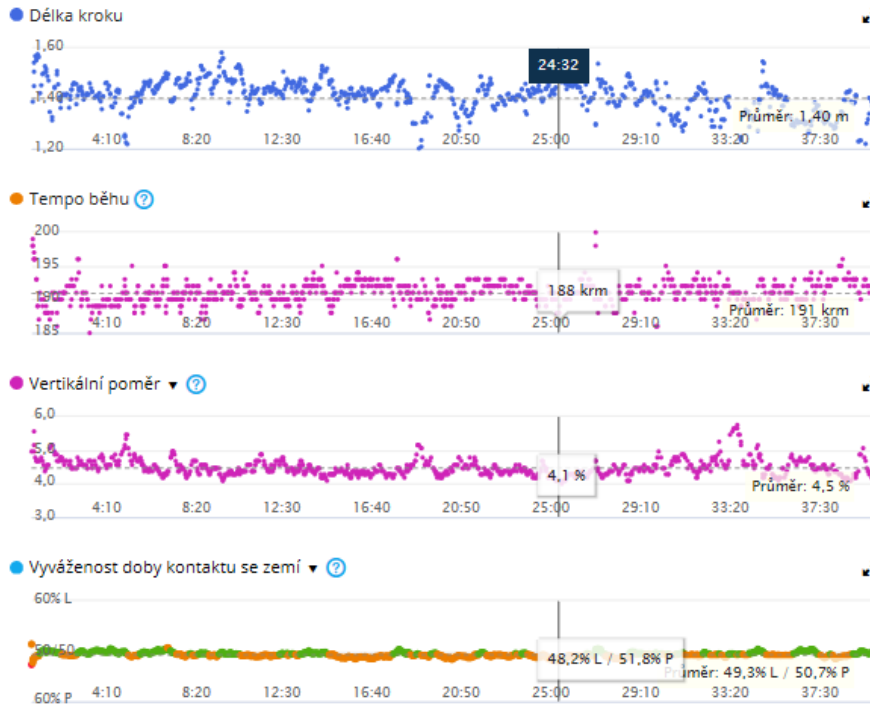 Délka kroku
1,60
24:32
1,40
Průměr: 1,40 m
1,20
4:10 8:20 12:30 16:40 20:50 25:00 29:10 33:20 37:30
Tempo běhu ?
200
195
190
188 krm
Průměr: 191 krm
185
4:10 8:20 12:30 16:40 20:50 25:00 29:10 33:20 37:30
Vertikální poměr ▼ ?
6,0
5,0
4,0
4,1 %
Průměr: 4,5 %
3,0
4:10 8:20 12:30 16:40 20:50 25:00 29:10 33:20 37:30
Vyváženost doby kontaktu se zemí ▼ ?
60% L
50/50
48,2% L / 51,8% P
Průměr: 49,3% L / 50,7% P
60% P
4:10 8:20 12:30 16:40 20:50 25:00 29:10 33:20 37:30